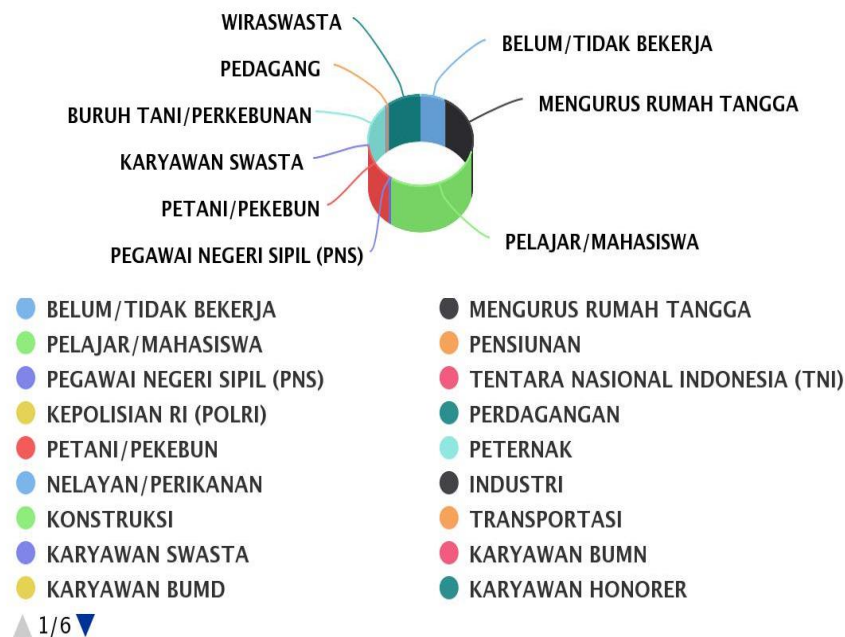 WIRASWASTA
BELUM/TIDAK BEKERJA
PEDAGANG
MENGURUS RUMAH TANGGA
BURUH TANI/PERKEBUNAN
KARYAWAN SWASTA
PETANI/PEKEBUN
PELAJAR/MAHASISWA
PEGAWAI NEGERI SIPIL (PNS)
BELUM/TIDAK BEKERJA
MENGURUS RUMAH TANGGA
PELAJAR/MAHASISWA
PENSIUNAN
PEGAWAI NEGERI SIPIL (PNS)
TENTARA NASIONAL INDONESIA (TNI)
KEPOLISIAN RI (POLRI)
PERDAGANGAN
PETANI/PEKEBUN
PETERNAK
NELAYAN/PERIKANAN
INDUSTRI
KONSTRUKSI
TRANSPORTASI
KARYAWAN SWASTA
KARYAWAN BUMN
KARYAWAN BUMD
KARYAWAN HONORER
1/6